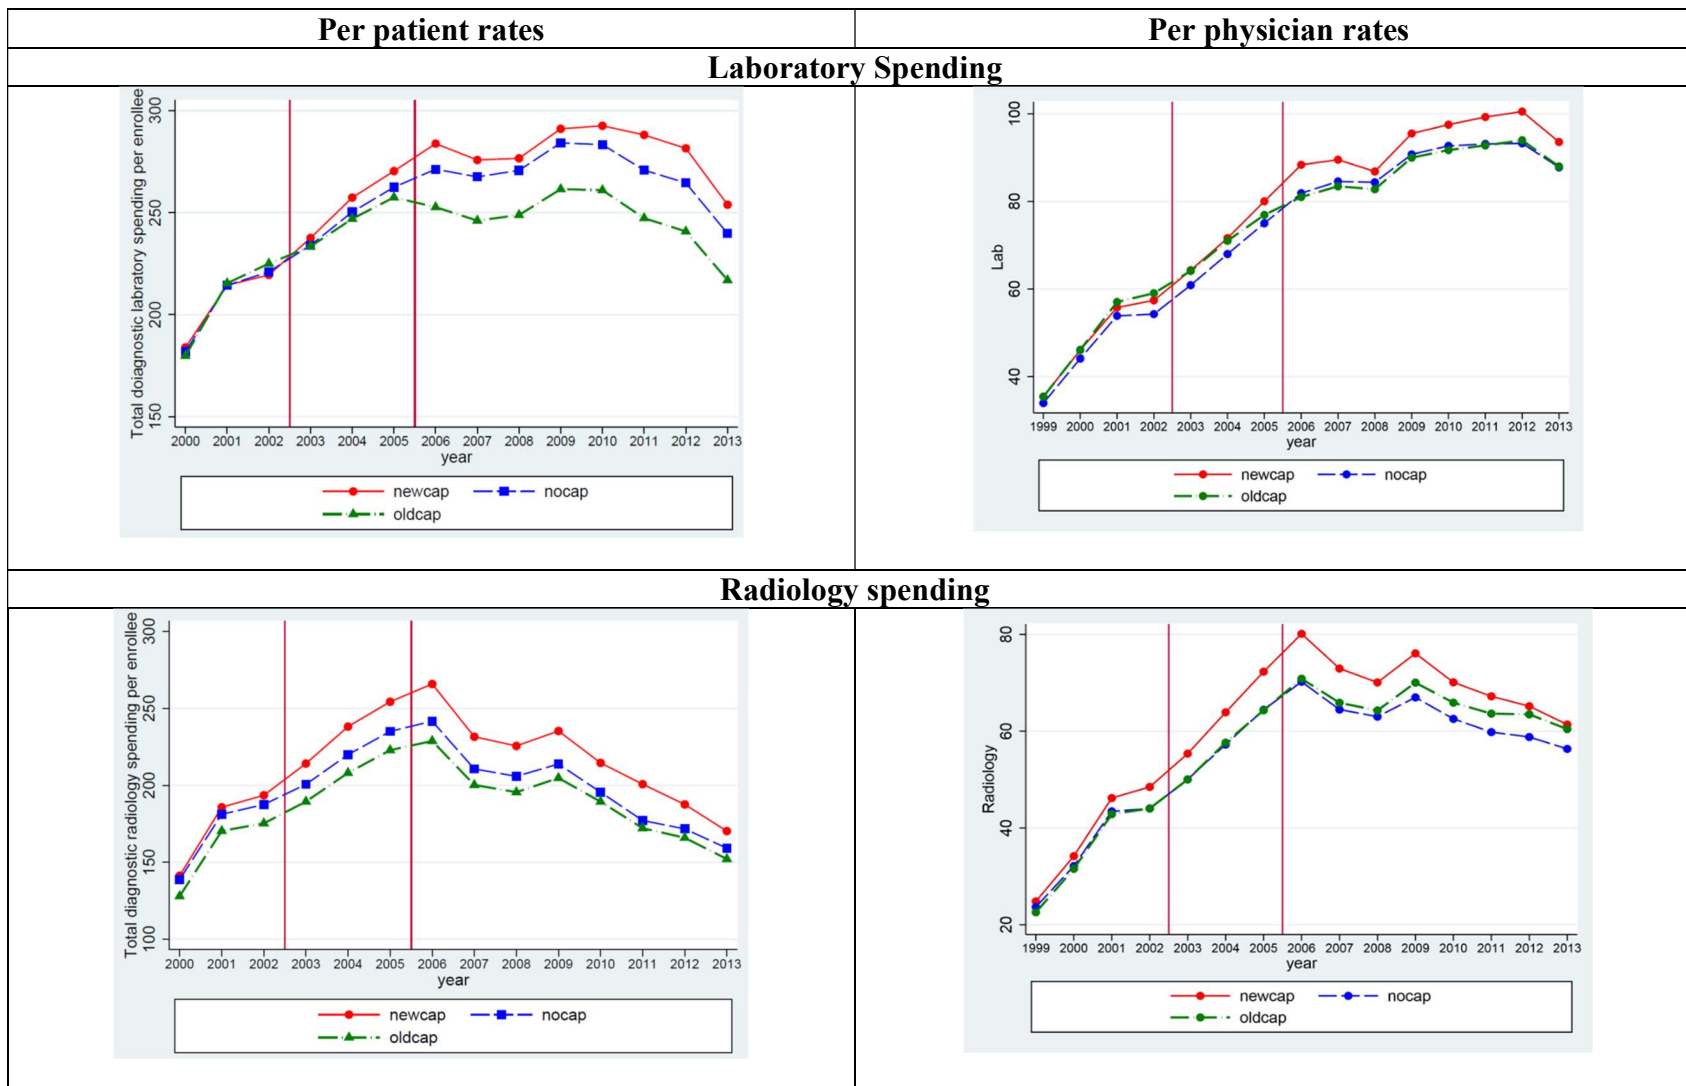 Per patient rates
Per physician rates
Laboratory Spending
Total doiagnostic labratory spending per enrollee
300
250
200
150
2000 2001 2002 2003 2004 2005 2006 2007 2008 2009 2010 2011 2012 2013
year
newcap nocap
oldcap
Lab
100
80
60
40
1999 2000 2001 2002 2003 2004 2005 2006 2007 2008 2009 2010 2011 2012 2013
year
newcap nocap
oldcap
Radiology spending
Total diagnostic radiology spending per enrollee
300
250
200
150
100
2000 2001 2002 2003 2004 2005 2006 2007 2008 2009 2010 2011 2012 2013
year
newcap nocap
oldcap
Radiology
80
60
40
20
1999 2000 2001 2002 2003 2004 2005 2006 2007 2008 2009 2010 2011 2012 2013
year
newcap nocap
oldcap